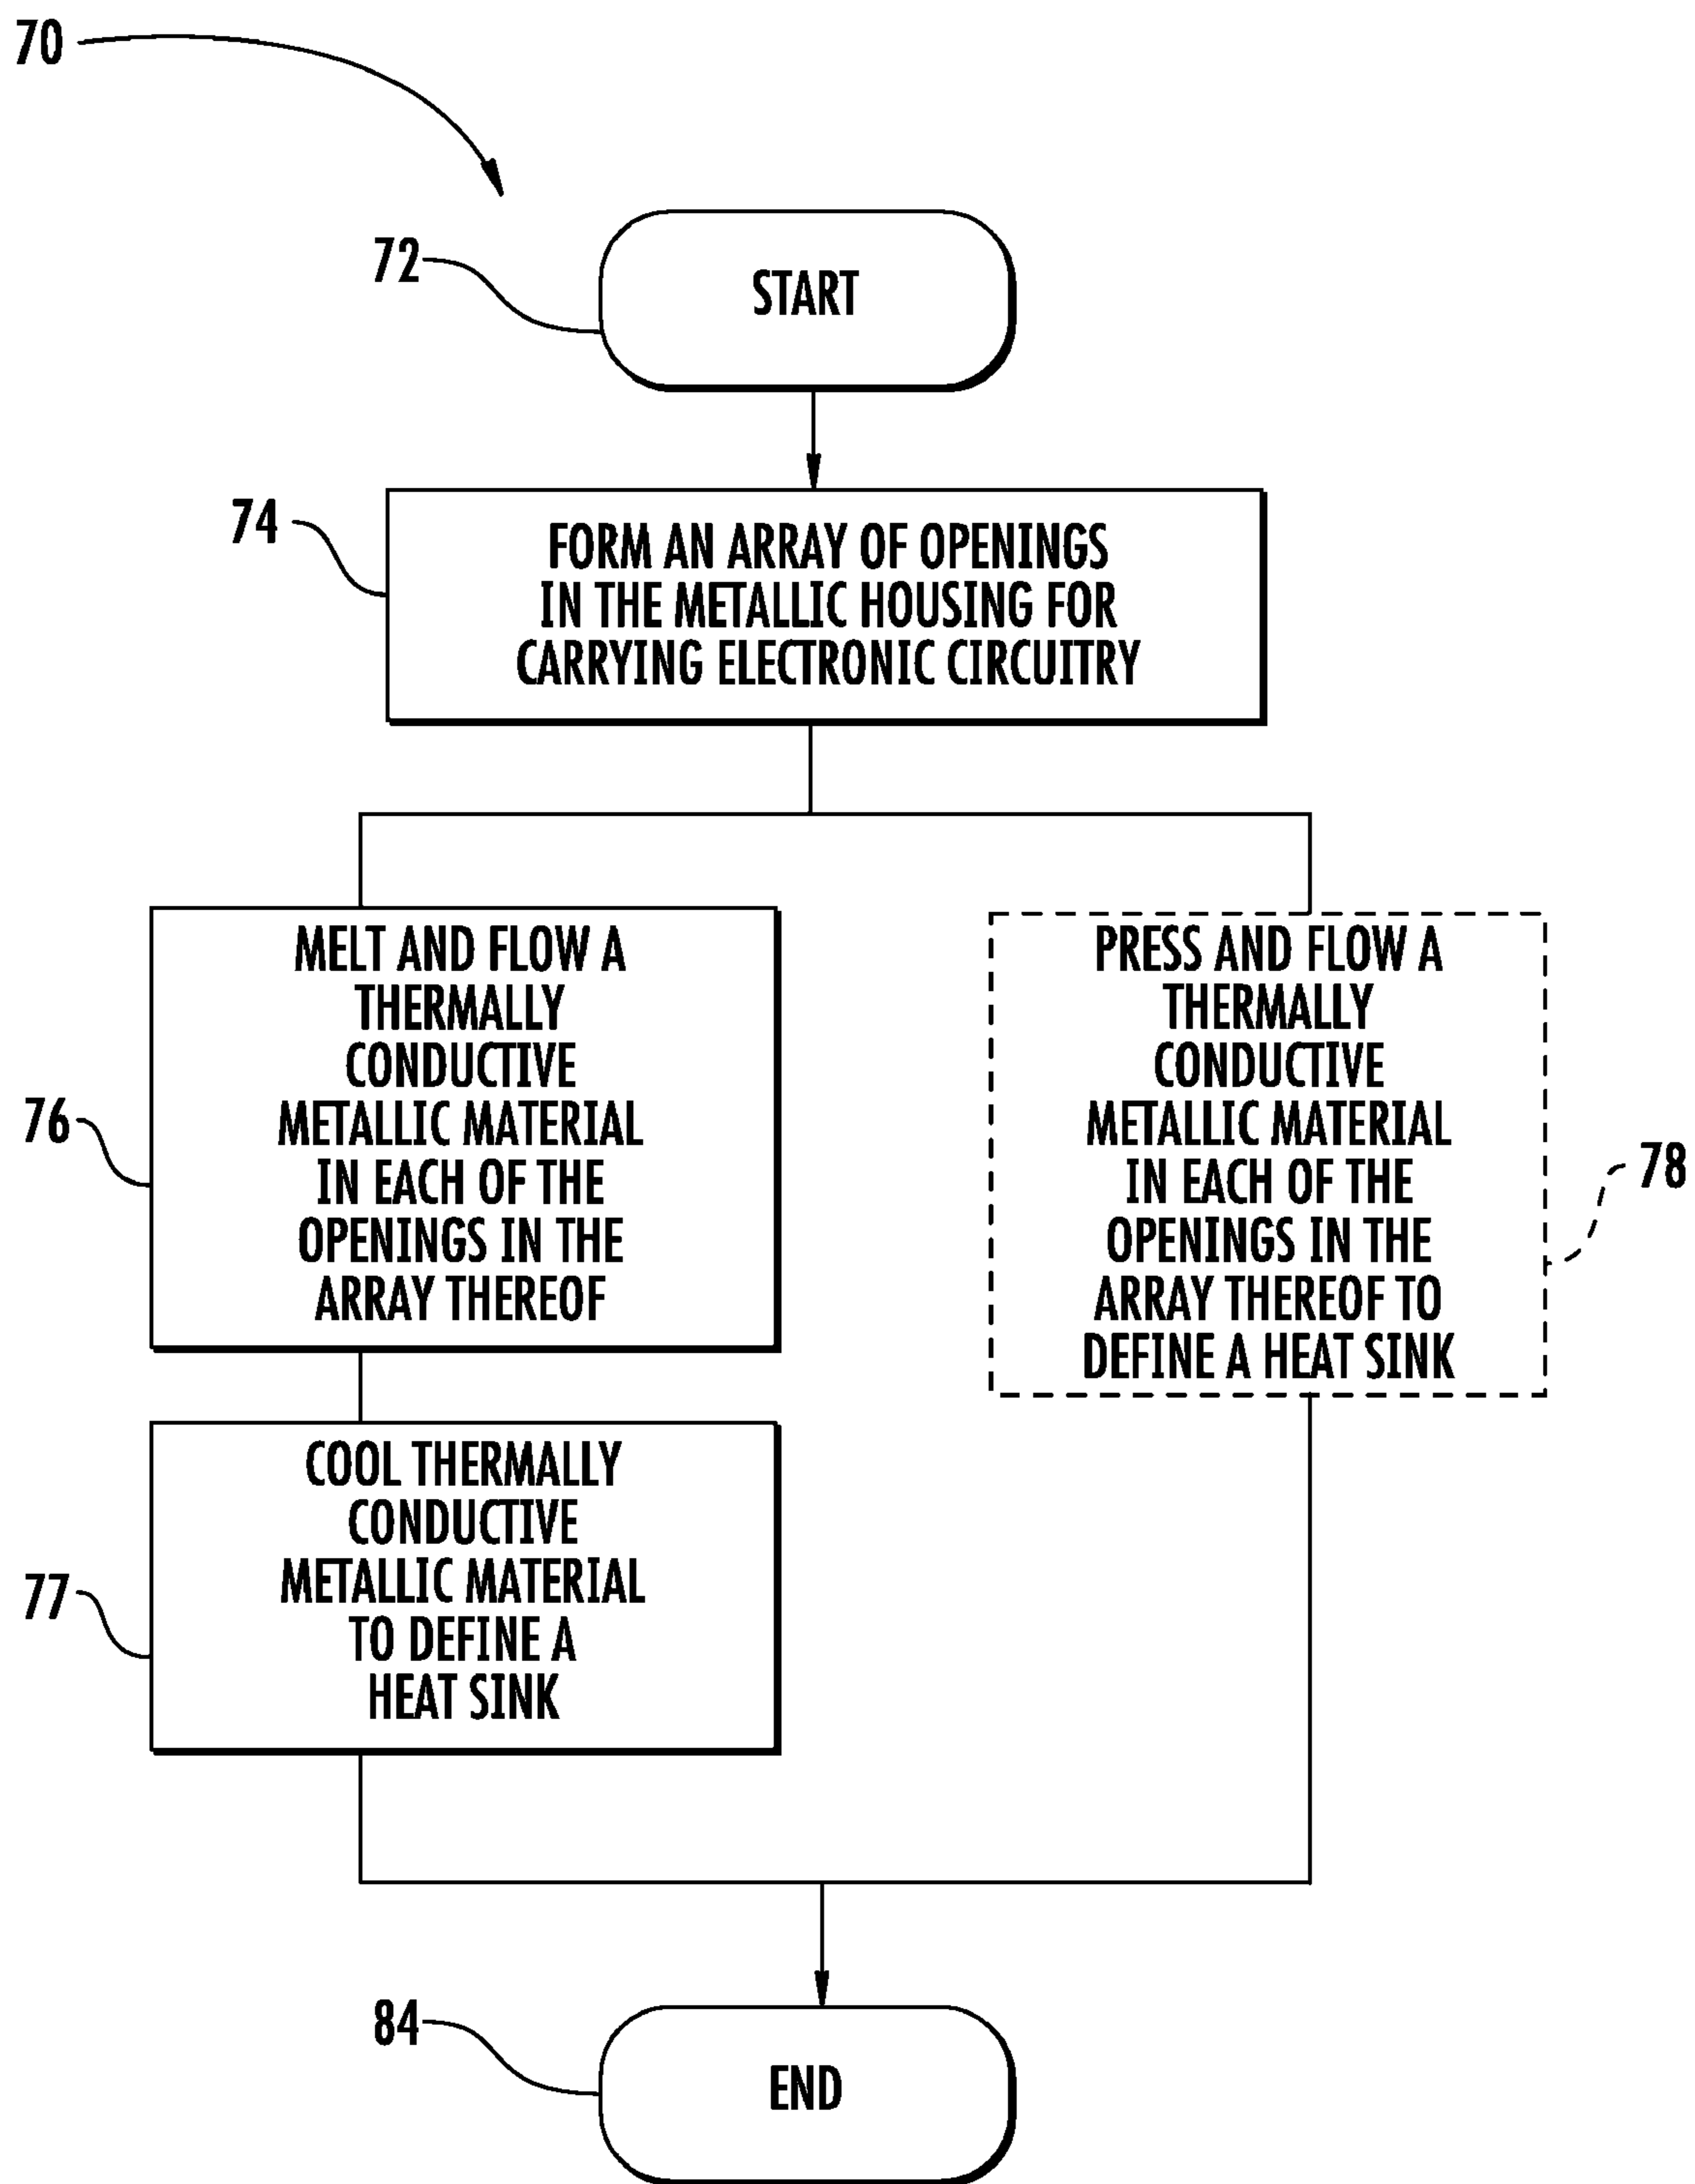 70
72
START
74
FORM AN ARRAY OF OPENINGS
IN THE METALLIC HOUSING FOR
CARRYING ELECTRONIC CIRCUITRY
76
MELT AND FLOW A
THERMALLY
CONDUCTIVE
METALLIC MATERIAL
IN EACH OF THE
OPENINGS IN THE
ARRAY THEREOF
PRESS AND FLOW A
THERMALLY
CONDUCTIVE
METALLIC MATERIAL
IN EACH OF THE
OPENINGS IN THE
ARRAY THEREOF TO
DEFINE A HEAT SINK
78
77
COOL THERMALLY
CONDUCTIVE
METALLIC MATERIAL
TO DEFINE A
HEAT SINK
84
END